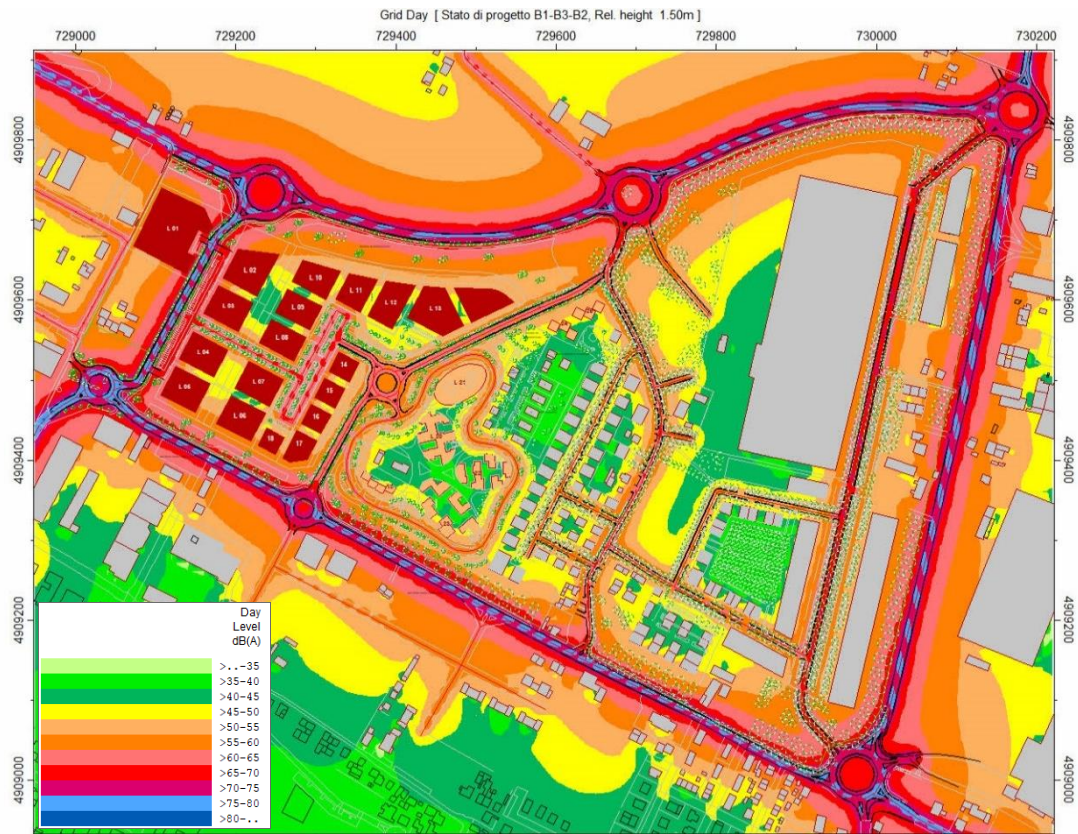 Grid Day [ Stato di progetto B1-B3-B2, Rel. height 1.50m ]
729000 729200 729400 729600 729800 730000 730200
4909800 4909800
4909600 4909600
4909400 4909400
4909200 4909200
4909000 4909000
L 01
L 02
L 10
L 11
L 12
L 09
L 08
L 04
14
L 07
15
L 06
16
18
17
L 21
Day
Level
dB(A)
>..-35
>35-40
>40-45
>45-50
>50-55
>55-60
>60-65
>65-70
>70-75
>75-80
>80-..